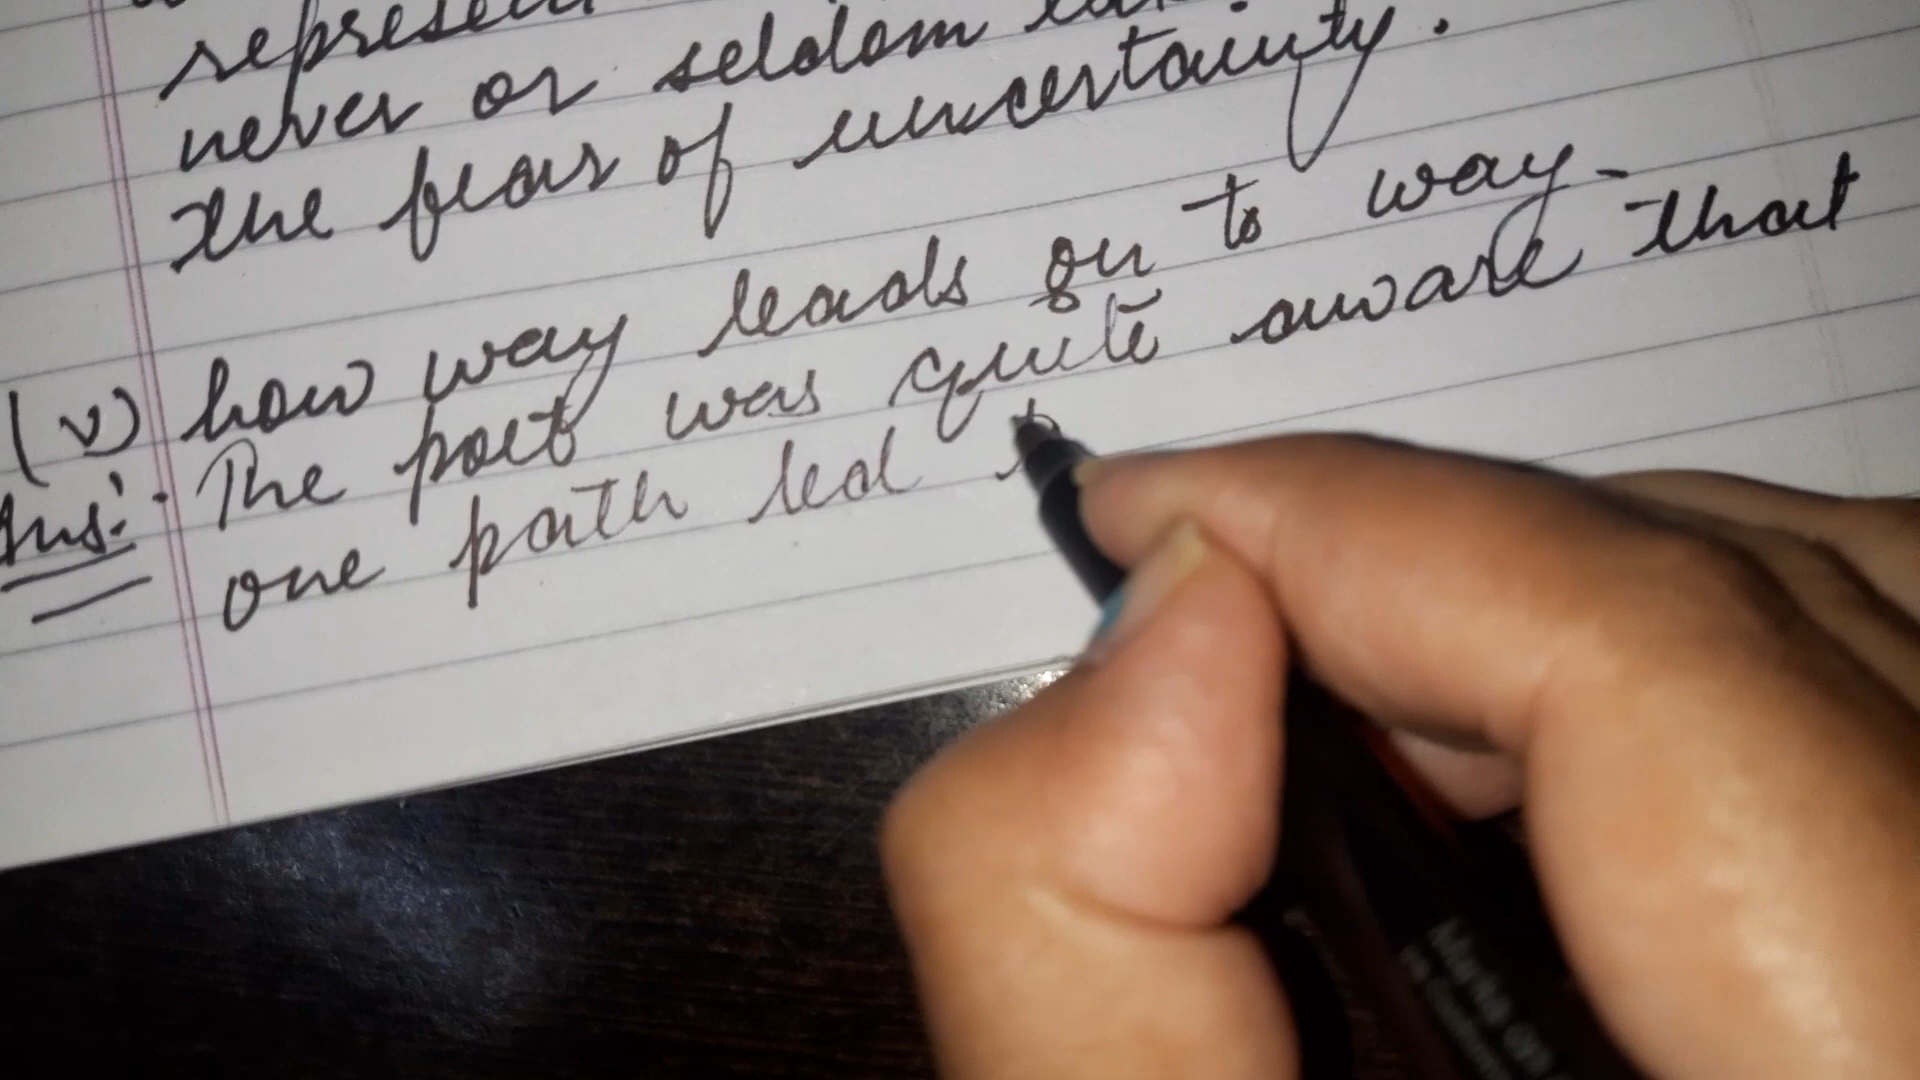 never or seldom
the fear of uncertainty.
(v) how way leads on to way-
Ans:- The poet was quite aware that
one path led